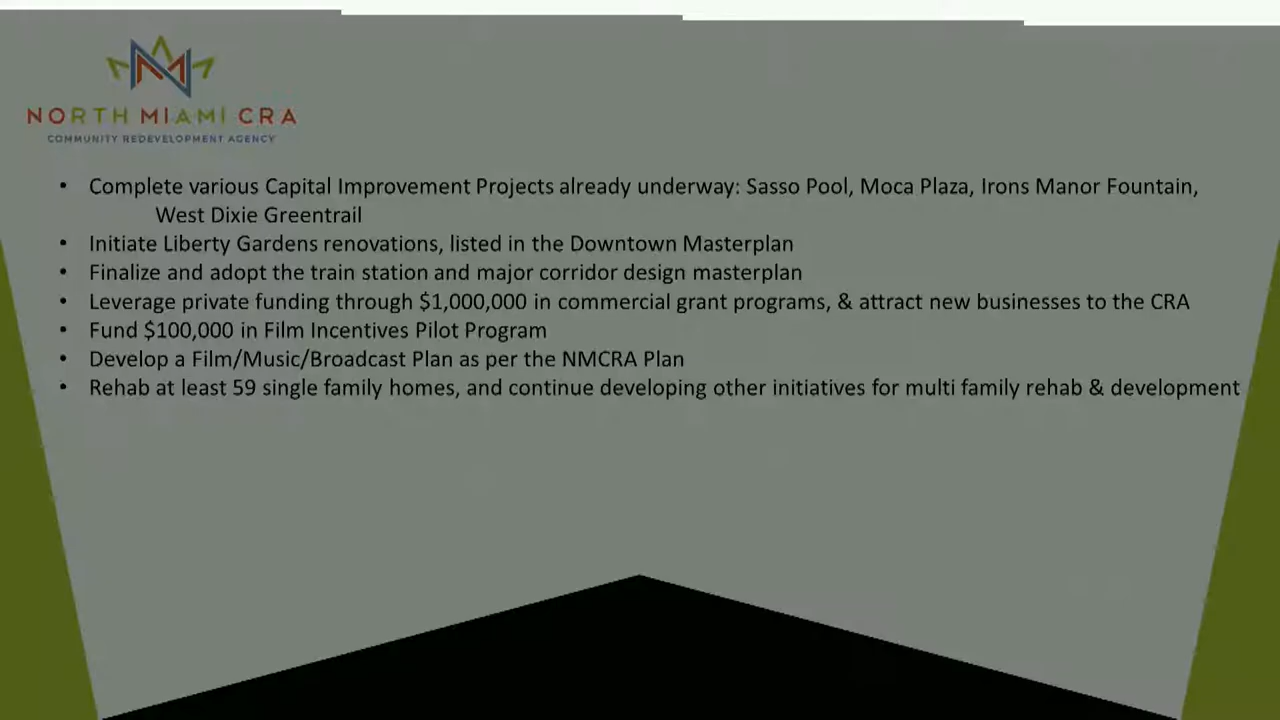 NORTH MIAMI CRA
COMMUNITY REDEVELOPMENT AGENCY
• Complete various Capital Improvement Projects already underway: Sasso Pool, Moca Plaza, Irons Manor Fountain,
West Dixie Greentrail
• Initiate Liberty Gardens renovations, listed in the Downtown Masterplan
• Finalize and adopt the train station and major corridor design masterplan
• Leverage private funding through $1,000,000 in commercial grant programs, & attract new businesses to the CRA
• Fund $100,000 in Film Incentives Pilot Program
• Develop a Film/Music/Broadcast Plan as per the NMCRA Plan
• Rehab at least 59 single family homes, and continue developing other initiatives for multi family rehab & development